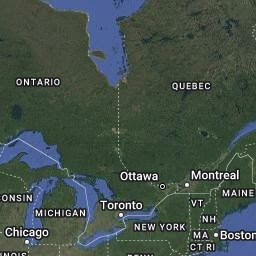 ONTARIO
QUEBEC
Ottawa
Montreal
MAINE
VT
ONSIN
MICHIGAN
Toronto
NH
NEW YORK
Chicago
MA
Boston
CT RI